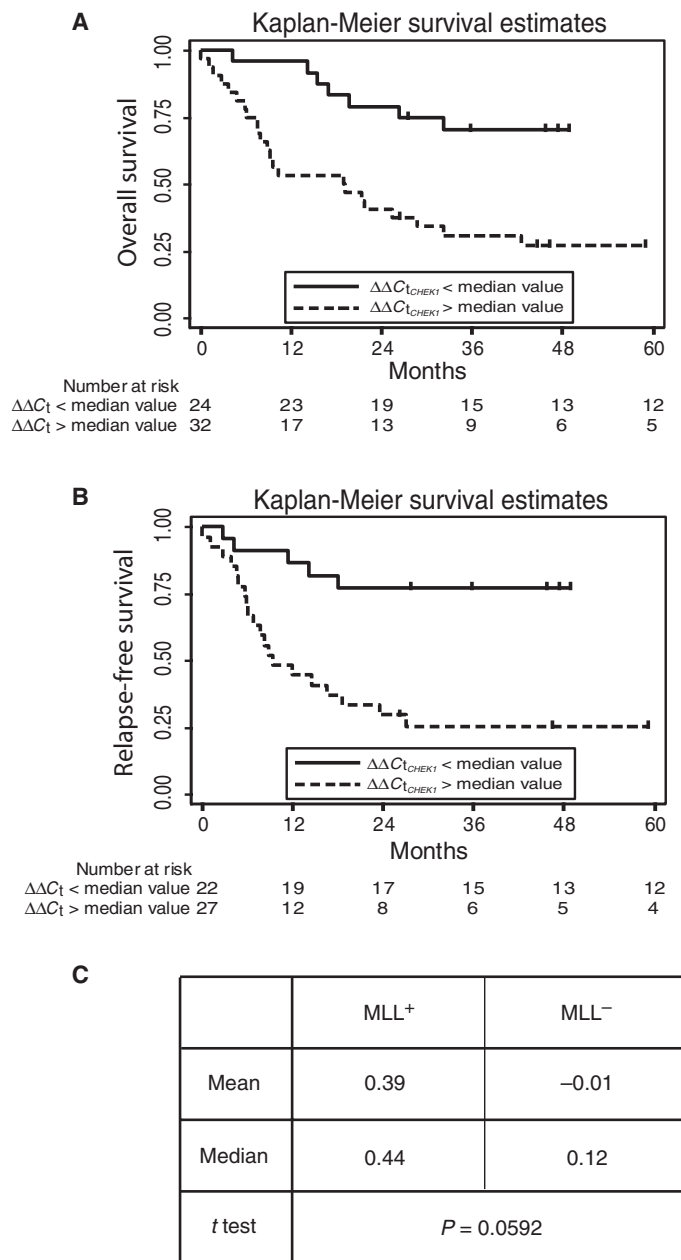 A
Kaplan-Meier survival estimates
Overall survival
1.00
0.75
0.50
0.25
0.00
ΔΔCtCHEK1 < median value
ΔΔCtCHEK1 > median value
0 12 24 36 48 60
Months
Number at risk
ΔΔCt < median value 24 23 19 15 13 12
ΔΔCt > median value 32 17 13 9 6 5
B
Kaplan-Meier survival estimates
Relapse-free survival
1.00
0.75
0.50
0.25
0.00
ΔΔCtCHEK1 < median value
ΔΔCtCHEK1 > median value
0 12 24 36 48 60
Months
Number at risk
ΔΔCt < median value 22 19 17 15 13 12
ΔΔCt > median value 27 12 8 6 5 4
C
MLL+ MLL−
Mean 0.39 −0.01
Median 0.44 0.12
t test P = 0.0592